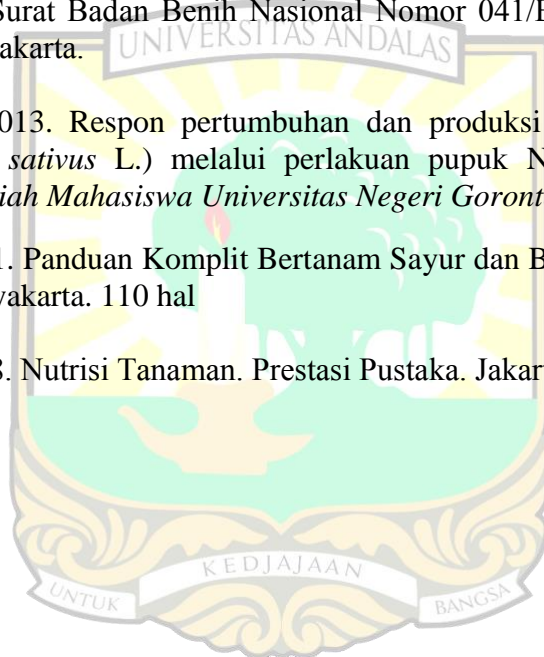 Surat Badan Benih Nasional Nomor 041/
UNIVERSITAS ANDALAS
akarta.
013. Respon pertumbuhan dan produksi
sativus L.) melalui perlakuan pupuk N
iah Mahasiswa Universitas Negeri Goront
1. Panduan Komplit Bertanam Sayur dan B
yakarta. 110 hal
8. Nutrisi Tanaman. Prestasi Pustaka. Jakar
KEDJAJAAN
UNTUK
BANGSA